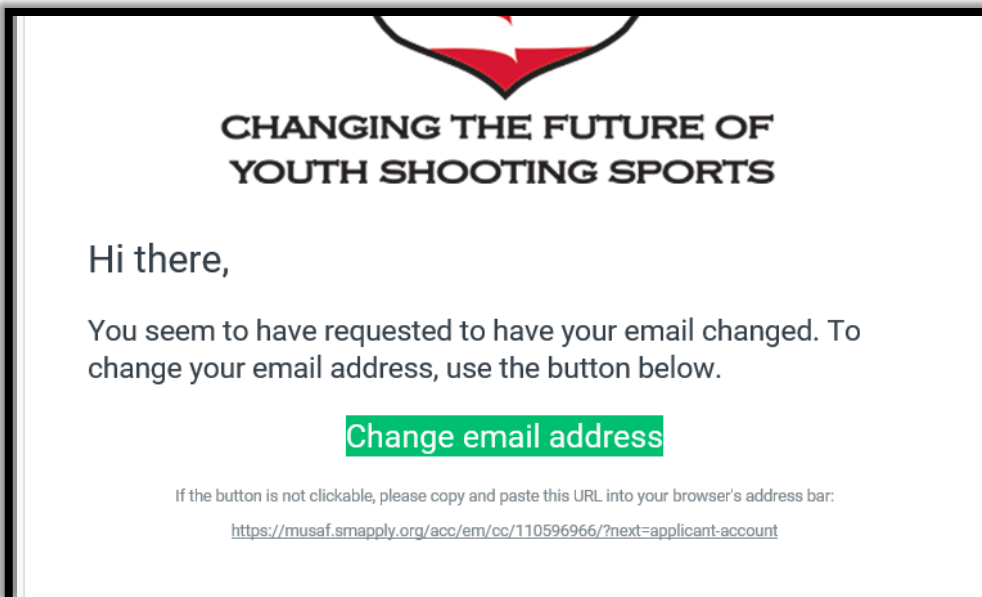 CHANGING THE FUTURE OF
YOUTH SHOOTING SPORTS
Hi there,
You seem to have requested to have your email changed. To
change your email address, use the button below.
Change email address
If the button is not clickable, please copy and paste this URL into your browser's address bar:
https://musaf.smapply.org/acc/em/cc/110596966/?next=applicant-account